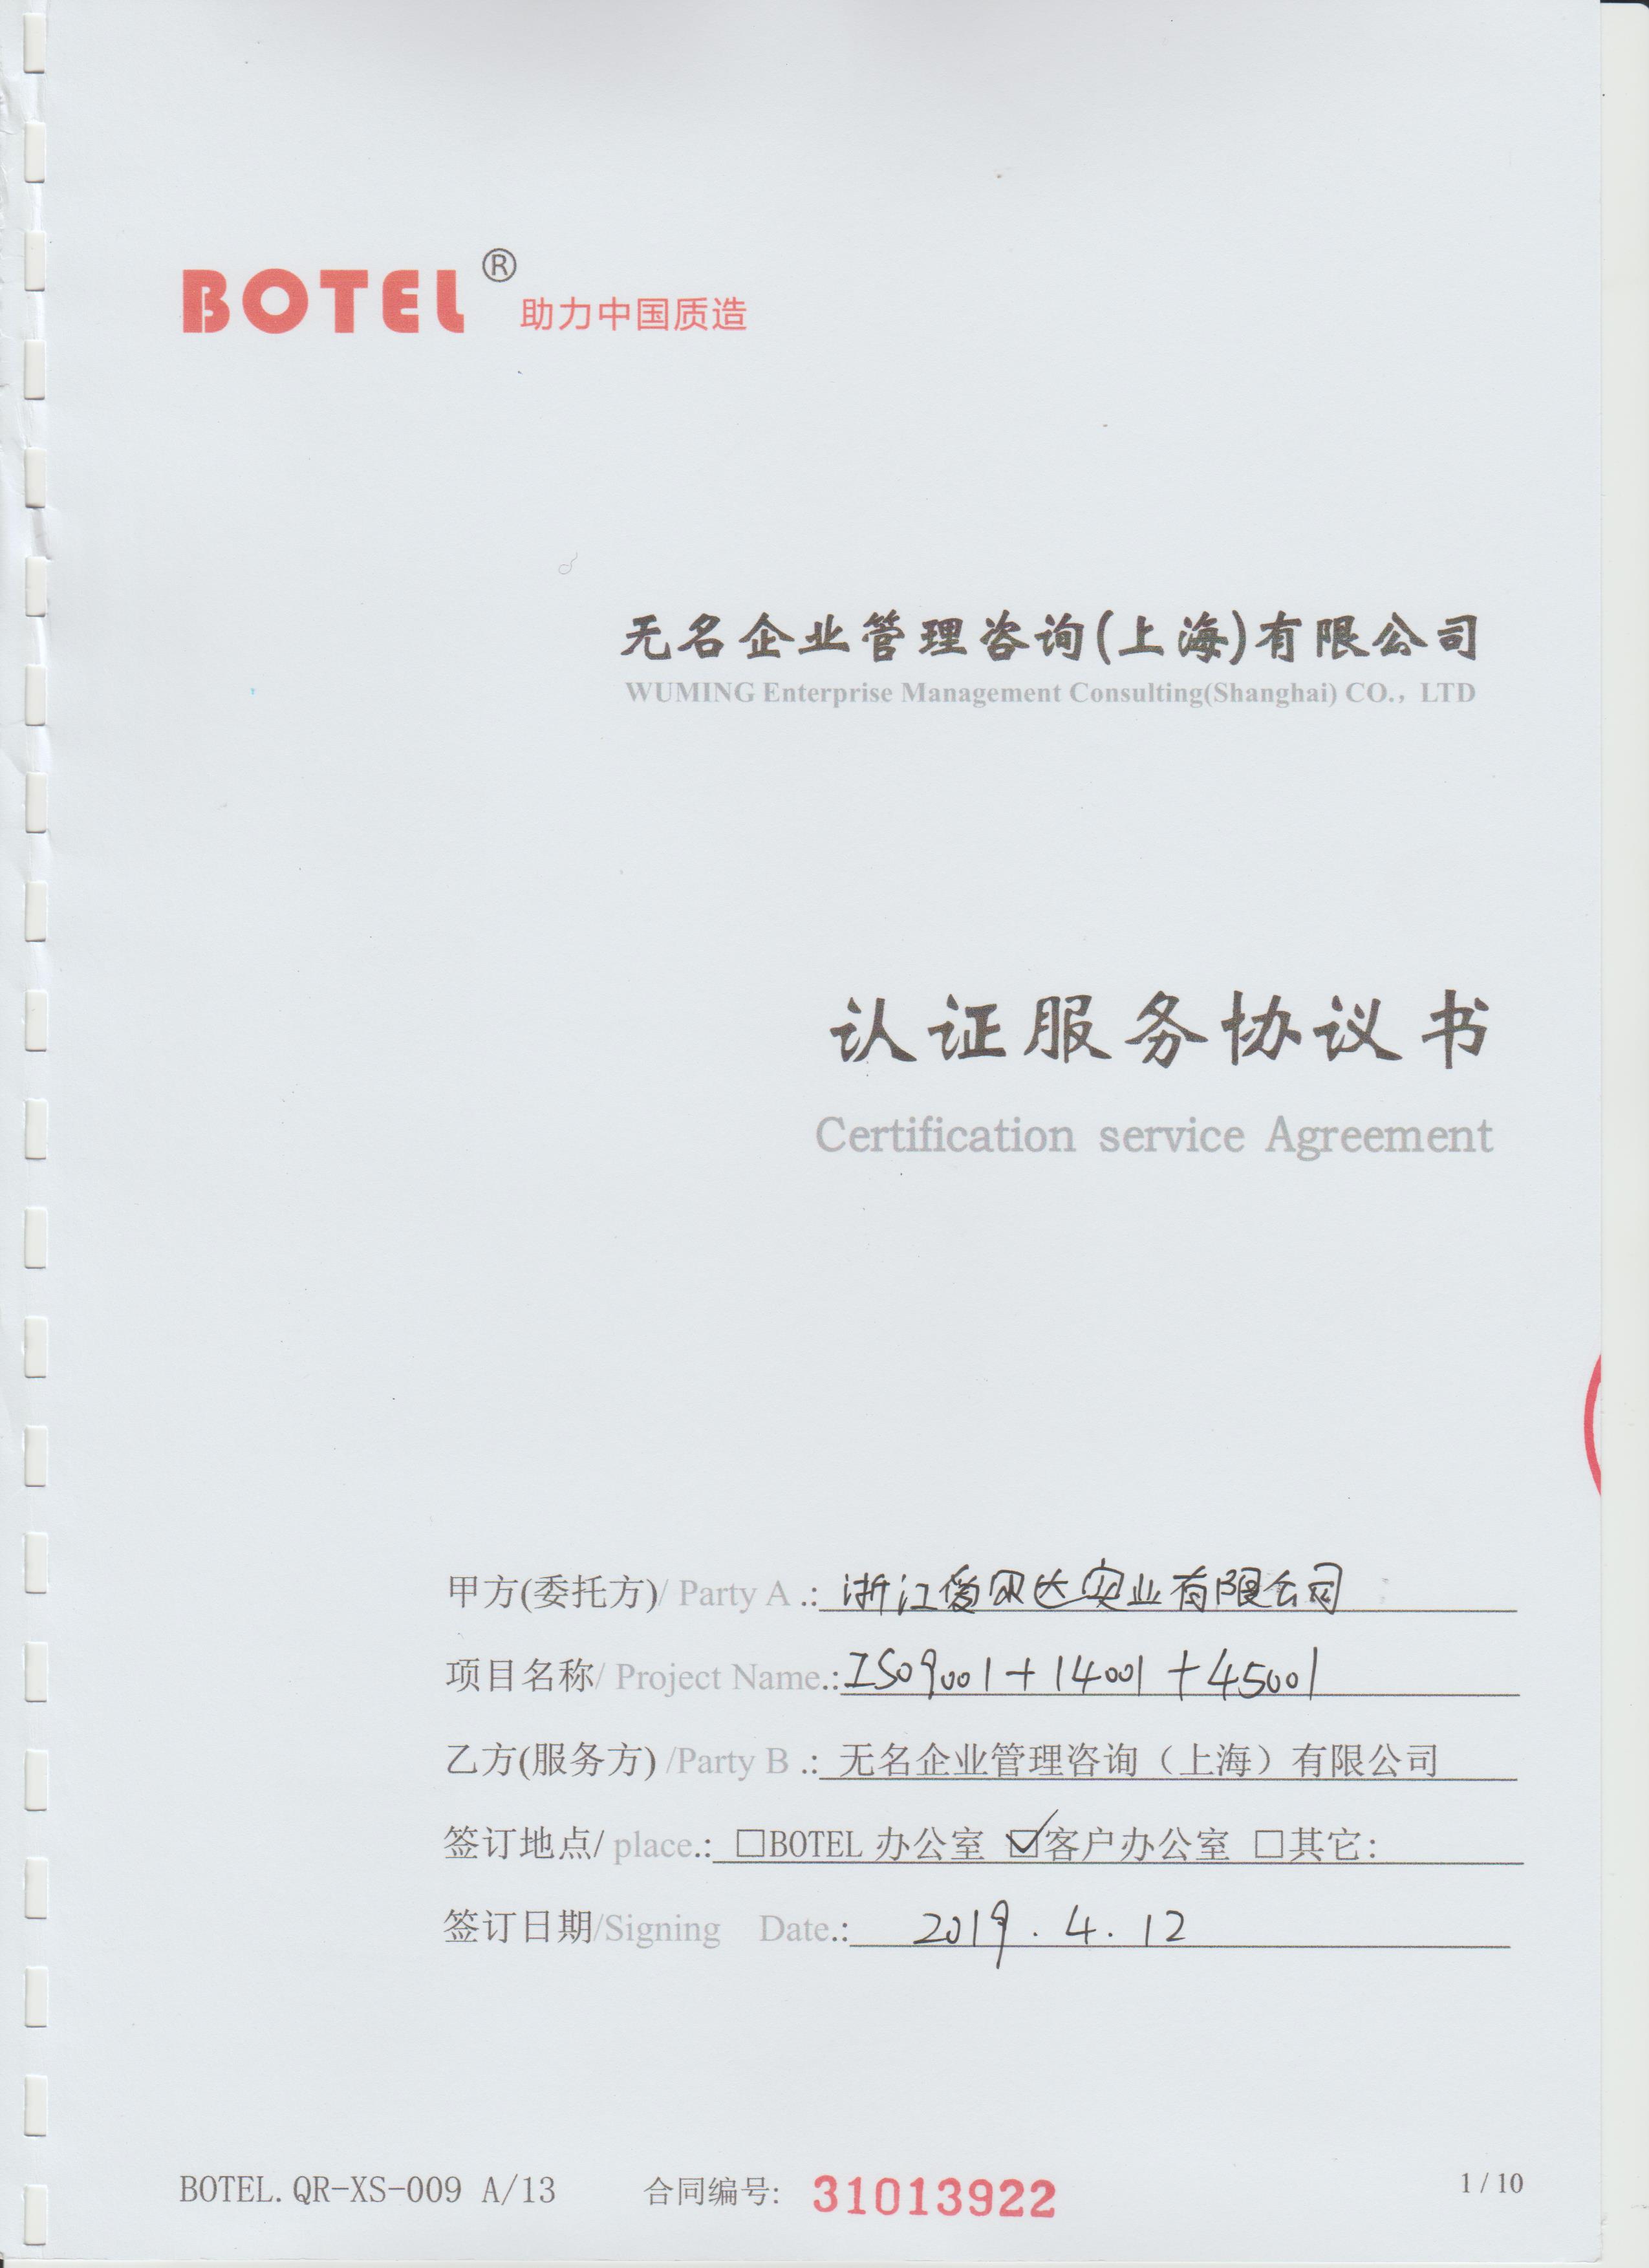 BOTEL® 助力中国质造
无名企业管理咨询(上海)有限公司
WUMING Enterprise Management Consulting(Shanghai) CO., LTD
认证服务协议书
Certification service Agreement
甲方(委托方)/ Party A .: 浙江爱贝达实业有限公司
项目名称/ Project Name.: ISO9001+14001+45001
乙方(服务方) /Party B .: 无名企业管理咨询（上海）有限公司
签订地点/ place.: □BOTEL 办公室 ☑客户办公室 □其它:
签订日期/Signing Date.: 2019.4.12
BOTEL.QR-XS-009 A/13 合同编号: 31013922 1 / 10